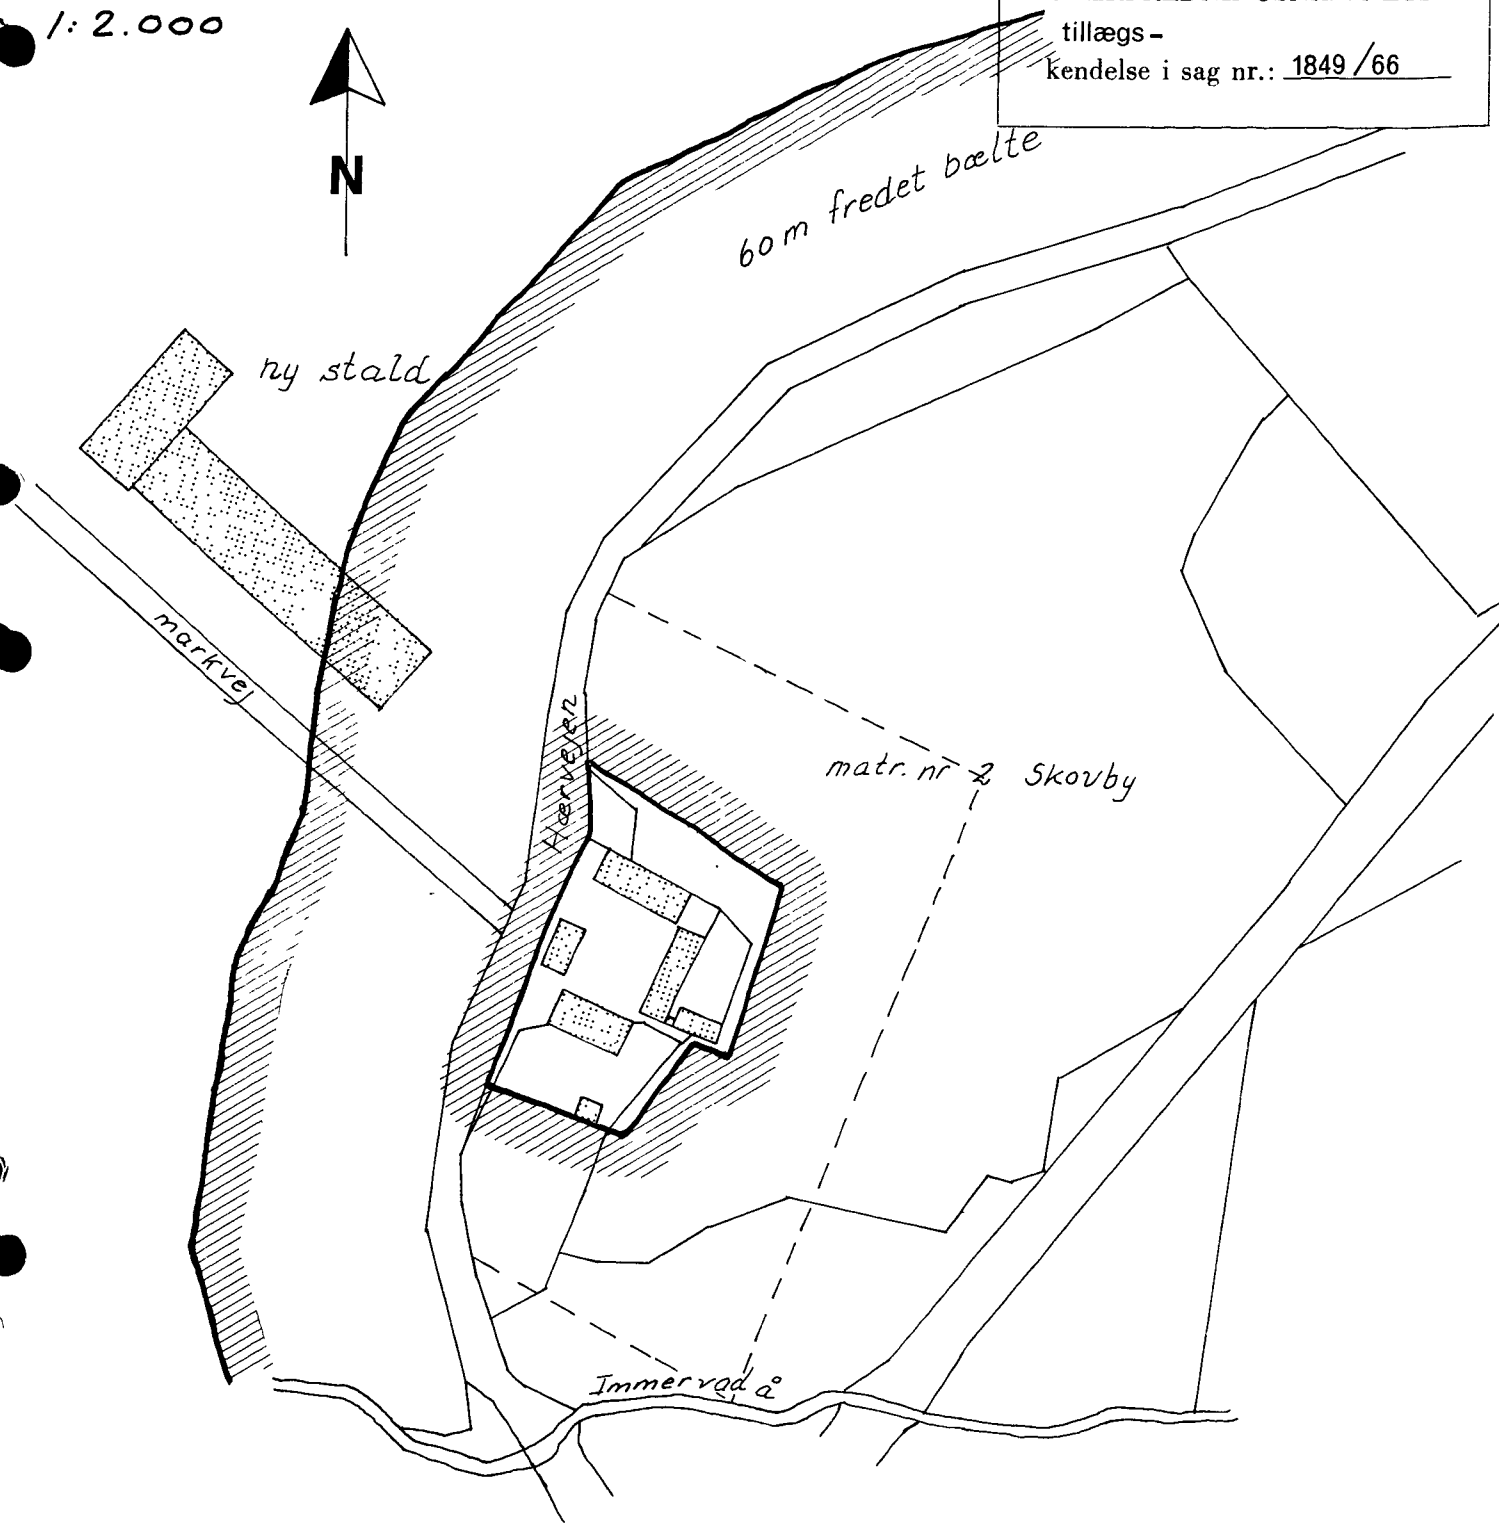 1:2.000
tillægs-
kendelse i sag nr.: 1849/66
N
60 m fredet bælte
ny stald
markvej
Hærvejen
matr. nr 2 Skovby
Immervad å